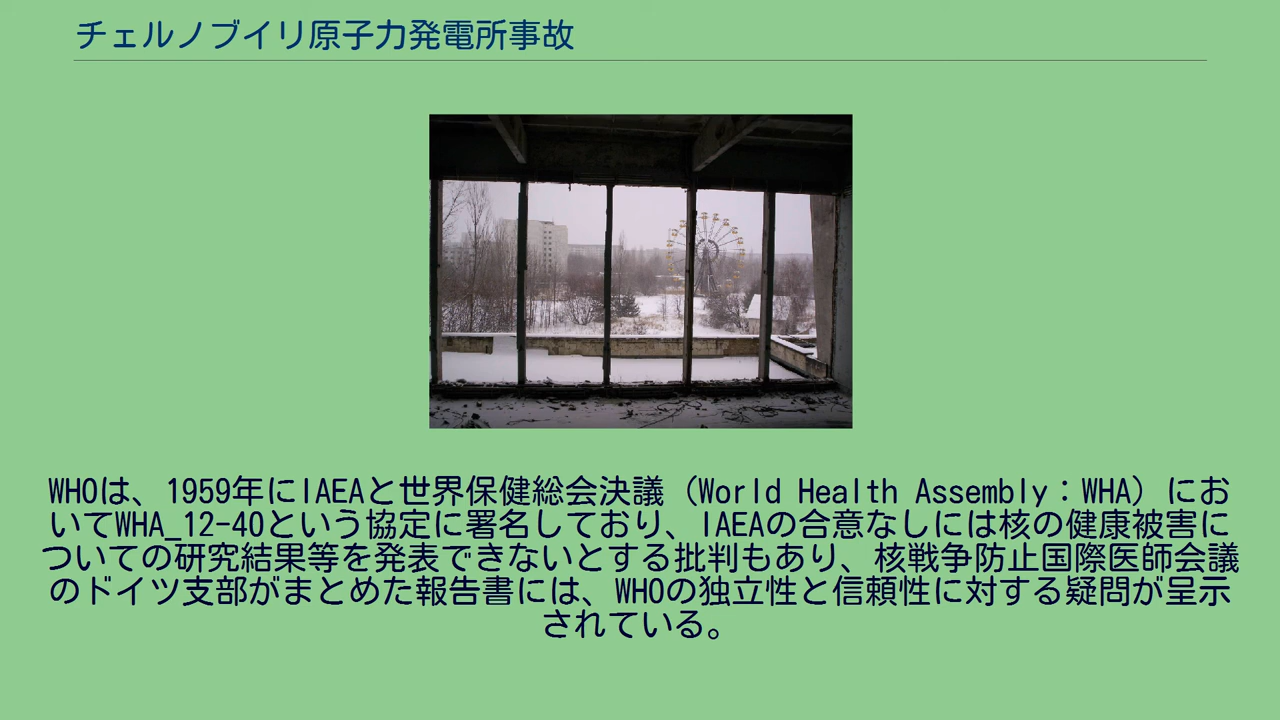 チェルノブイリ原子力発電所事故
WHOは、1959年にIAEAと世界保健総会決議（World Health Assembly：WHA）にお
いてWHA_12-40という協定に署名しており、IAEAの合意なしには核の健康被害に
ついての研究結果等を発表できないとする批判もあり、核戦争防止国際医師会議
のドイツ支部がまとめた報告書には、WHOの独立性と信頼性に対する疑問が呈示
されている。